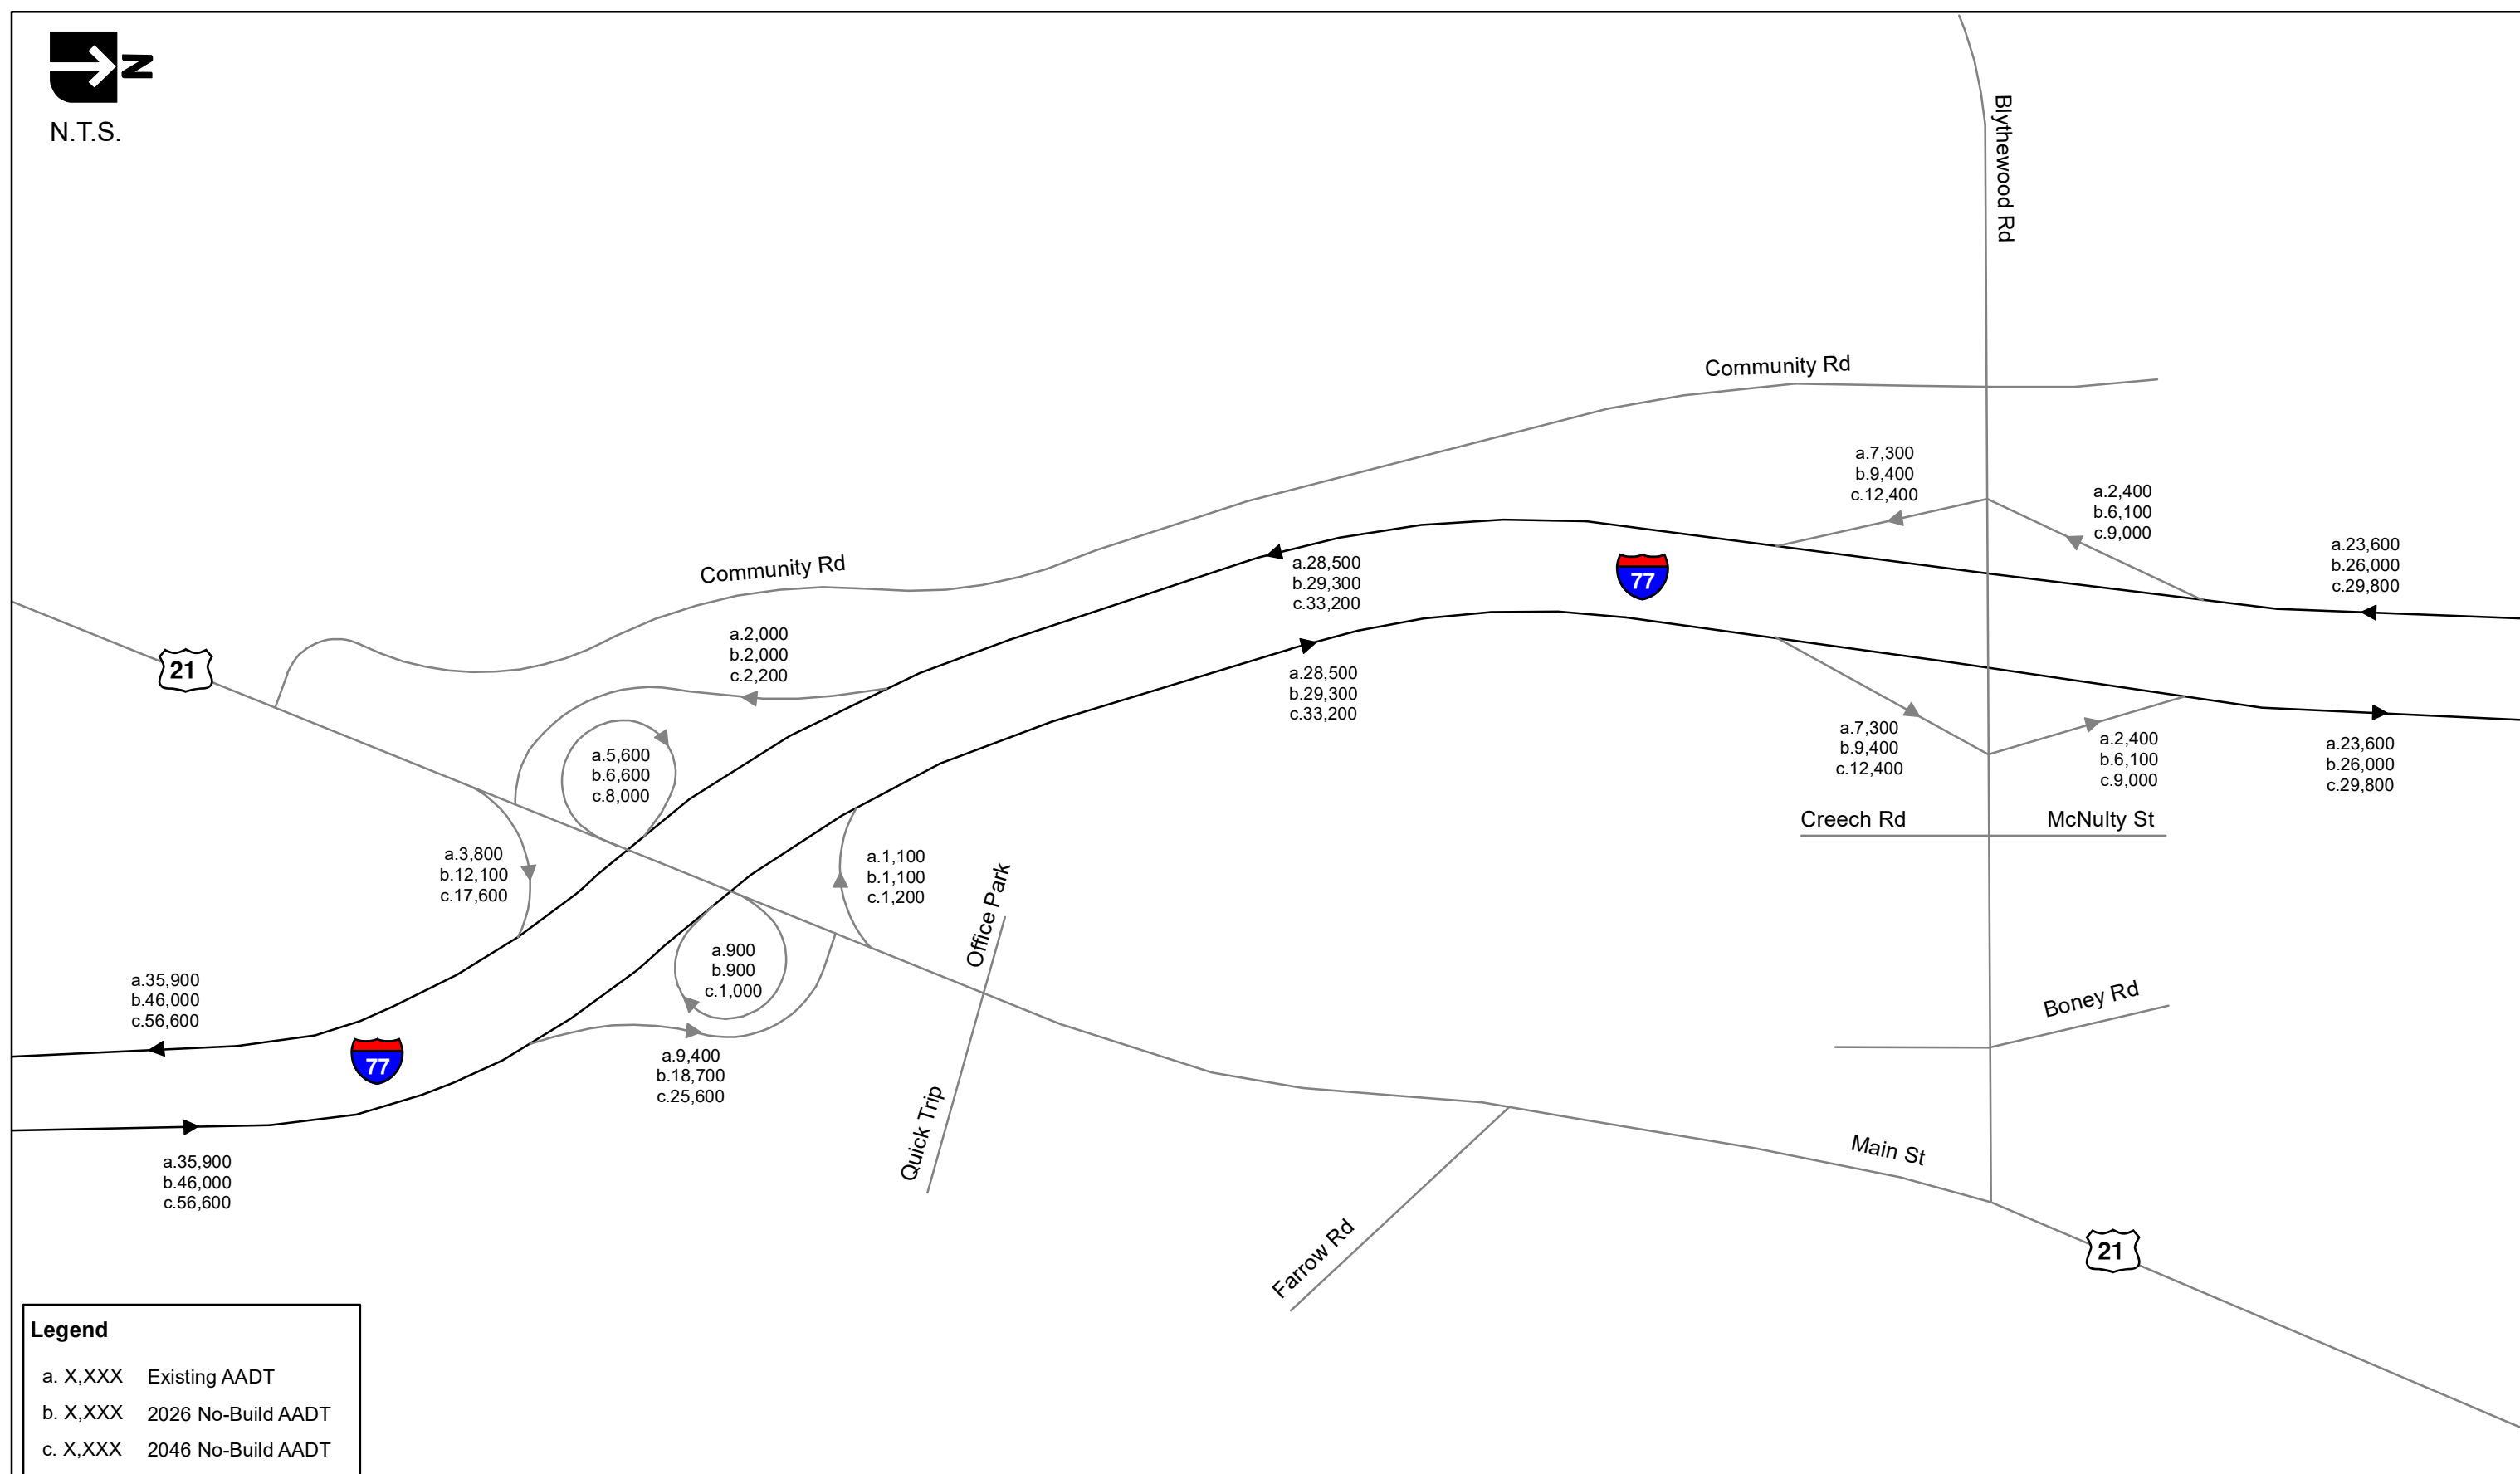 N
N.T.S.
Blythewood Rd
Community Rd
a.7,300
b.9,400
c.12,400
a.2,400
b.6,100
c.9,000
a.23,600
b.26,000
c.29,800
Community Rd
a.28,500
b.29,300
c.33,200
77
21
a.2,000
b.2,000
c.2,200
a.28,500
b.29,300
c.33,200
a.7,300
b.9,400
c.12,400
a.2,400
b.6,100
c.9,000
a.23,600
b.26,000
c.29,800
a.5,600
b.6,600
c.8,000
Creech Rd
McNulty St
a.3,800
b.12,100
c.17,600
a.1,100
b.1,100
c.1,200
Office Park
a.900
b.900
c.1,000
a.35,900
b.46,000
c.56,600
Boney Rd
77
a.9,400
b.18,700
c.25,600
Quick Trip
a.35,900
b.46,000
c.56,600
Main St
Farrow Rd
21
Legend
a. X,XXX Existing AADT
b. X,XXX 2026 No-Build AADT
c. X,XXX 2046 No-Build AADT